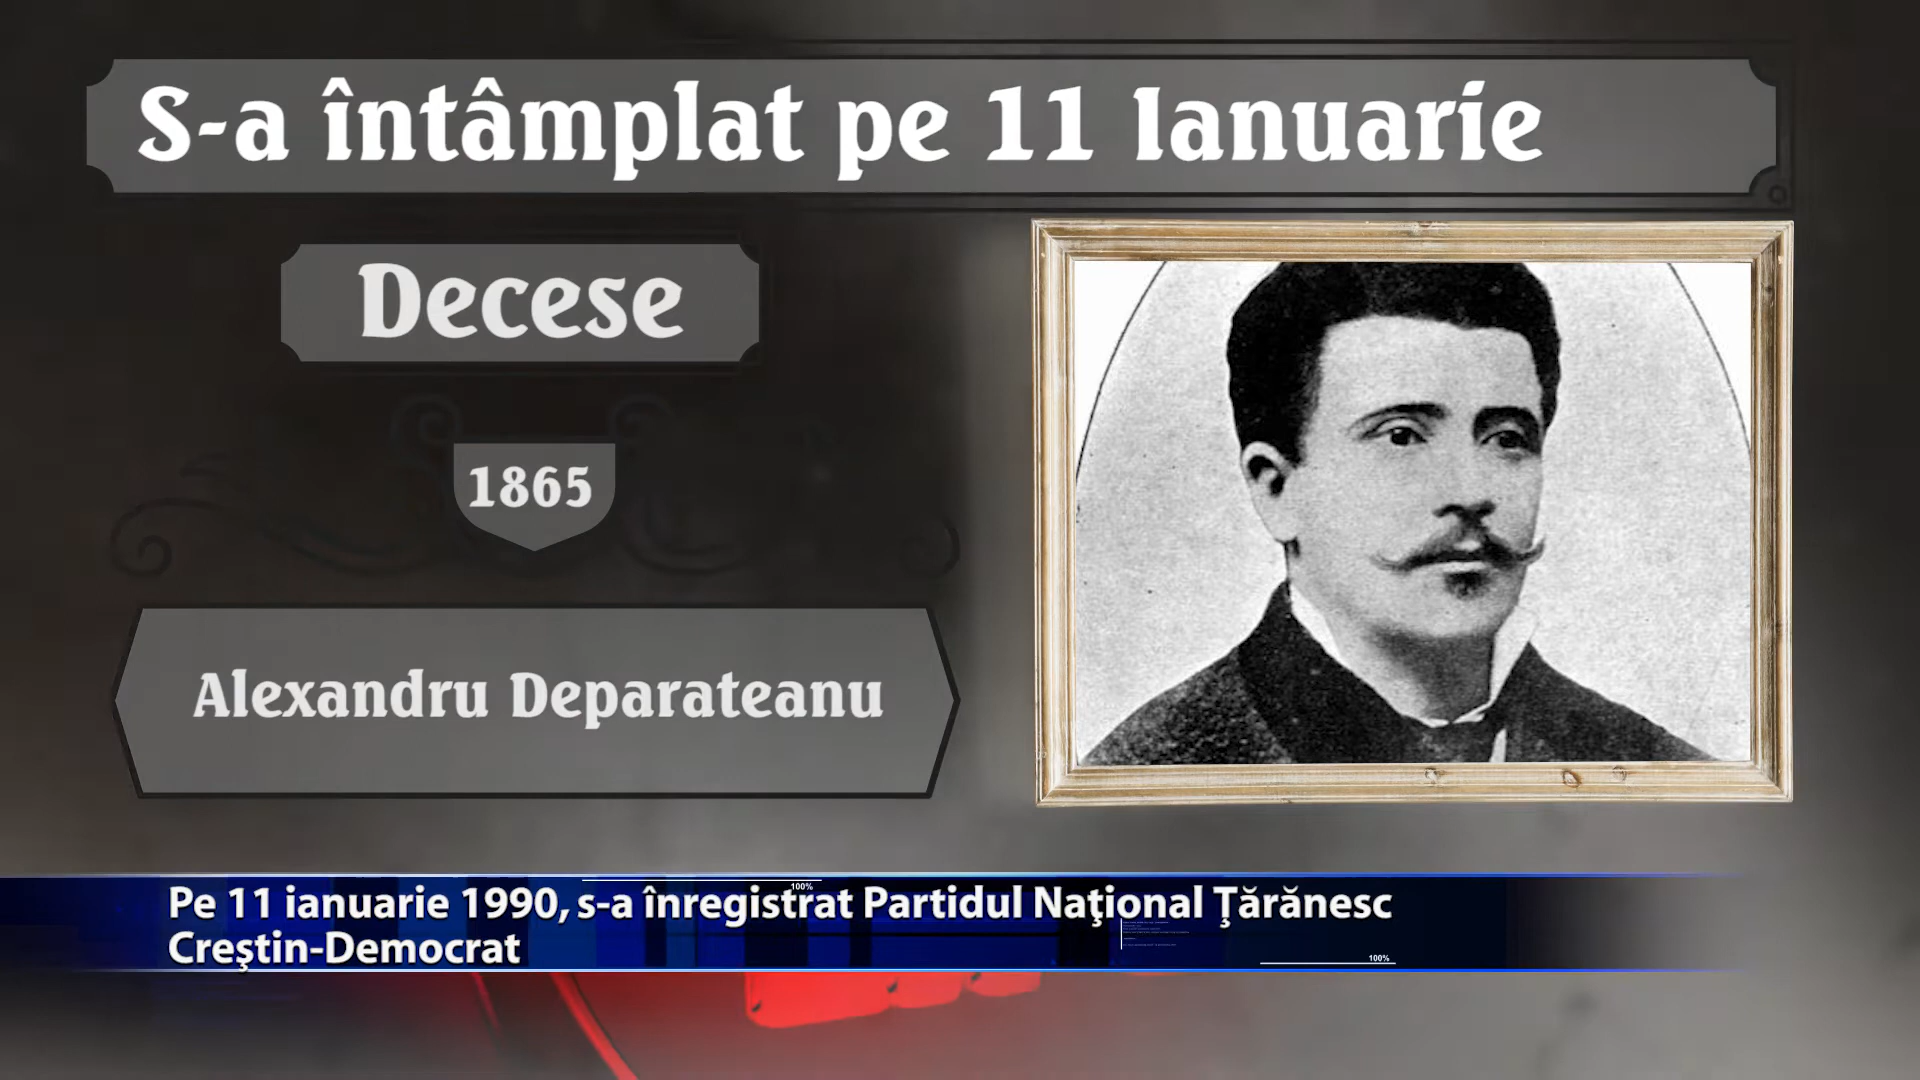 S-a întâmplat pe 11 Ianuarie
Decese
1865
Alexandru Deparateanu
100%
Pe 11 ianuarie 1990, s-a înregistrat Partidul Naţional Ţărănesc
Creştin-Democrat
100%